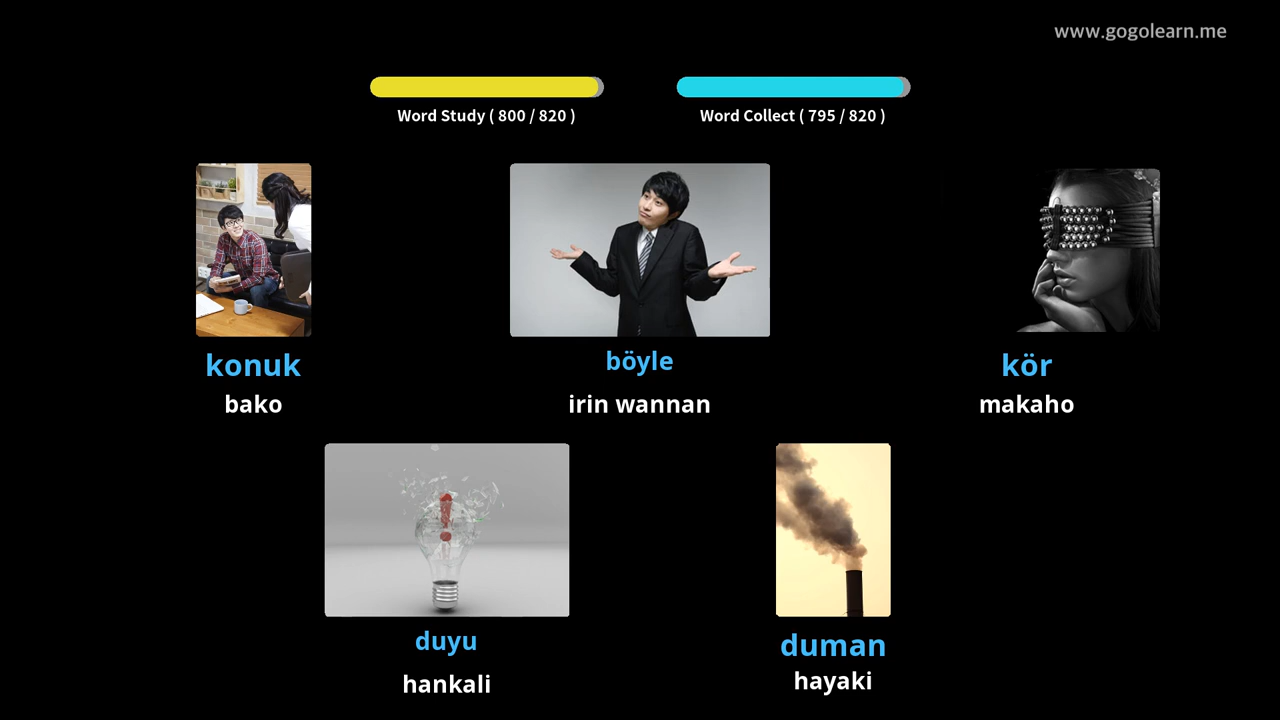 www.gogolearn.me
Word Study ( 800 / 820 )
Word Collect ( 795 / 820 )
konuk
bako
böyle
irin wannan
kör
makaho
duyu
hankali
duman
hayaki